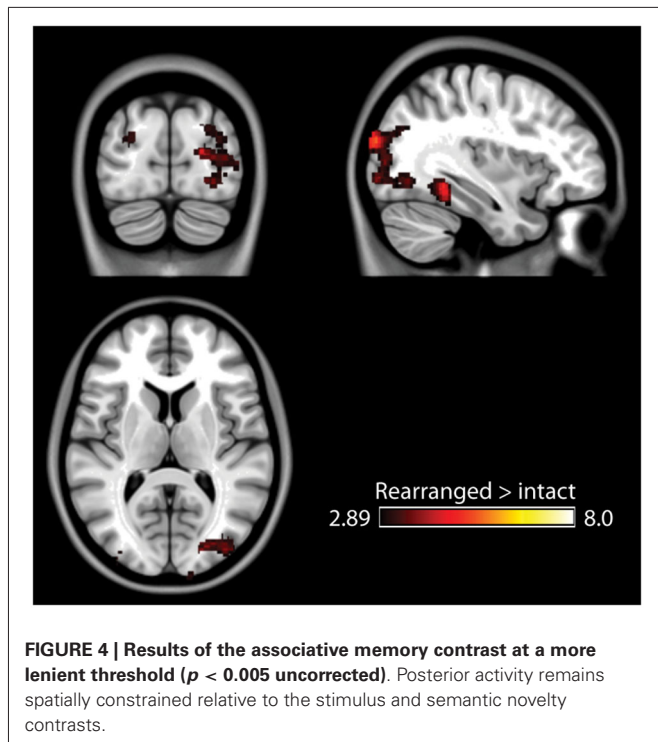 Rearranged > intact
2.89 8.0
FIGURE 4 | Results of the associative memory contrast at a more
lenient threshold (p < 0.005 uncorrected). Posterior activity remains
spatially constrained relative to the stimulus and semantic novelty
contrasts.